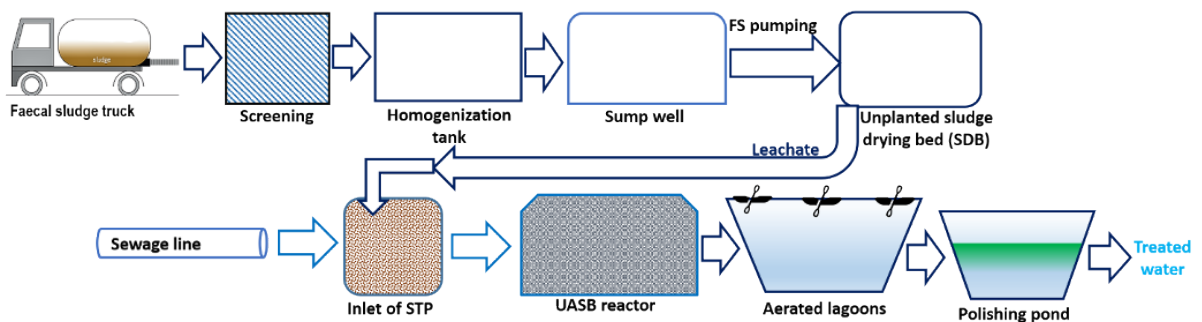 FS pumping
sludge
Faecal sludge truck
Screening
Homogenization
tank
Sump well
Unplanted sludge
drying bed (SDB)
Leachate
Sewage line
Inlet of STP
UASB reactor
Aerated lagoons
Polishing pond
Treated
water